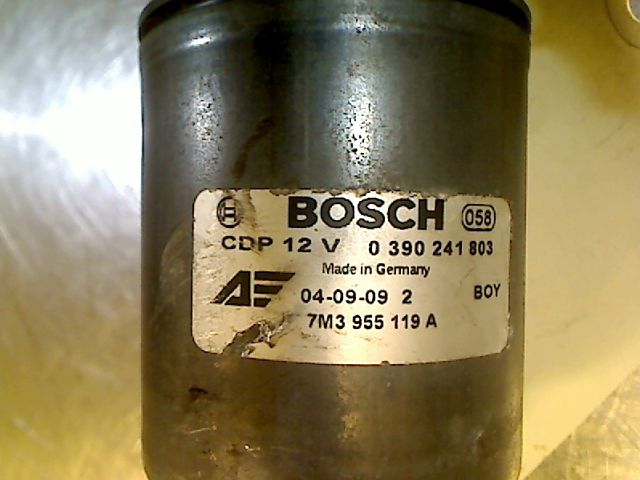 BOSCH 058
CDP 12 V 0 390 241 803
Made in Germany
AE 04-09-09 2 BOY
7M3 955 119 A